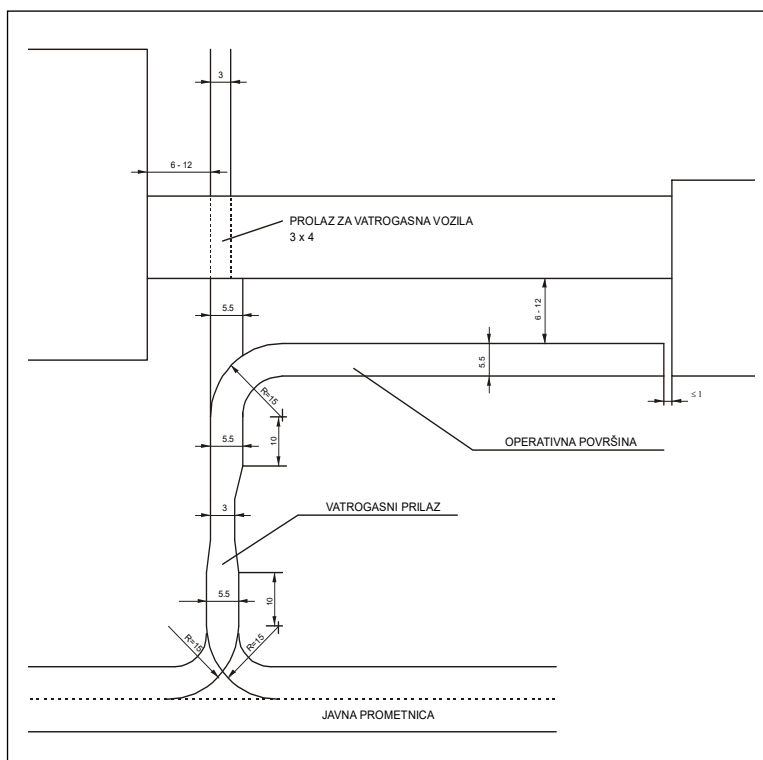 3
6 - 12
PROLAZ ZA VATROGASNA VOZILA
3 x 4
5.5
6 - 12
5.5
R=15
≤ 1
5.5
10
OPERATIVNA POVRŠINA
3
VATROGASNI PRILAZ
5.5
10
R=15
R=15
JAVNA PROMETNICA